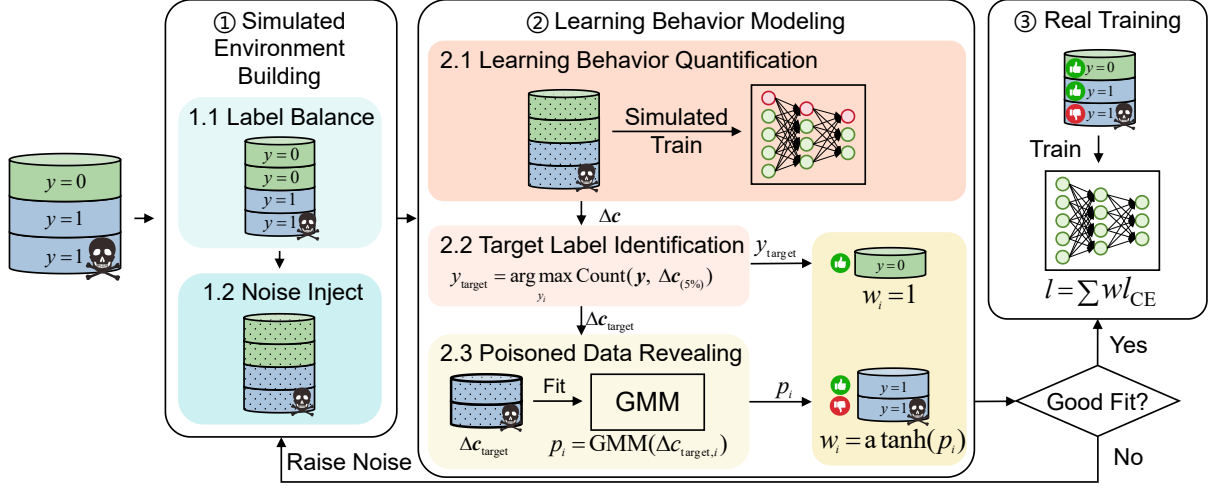 y = 0
y = 1
y = 1
① Simulated
Environment
Building
1.1 Label Balance
y = 0
y = 0
y = 1
y = 1
1.2 Noise Inject
② Learning Behavior Modeling
2.1 Learning Behavior Quantification
Simulated
Train
Δc
2.2 Target Label Identification
y_target = arg max Count(y, Δc_(5%))
y_i
y_target
y = 0
w_i = 1
Δc_target
2.3 Poisoned Data Revealing
Fit
GMM
Δc_target
p_i = GMM(Δc_target,i)
p_i
y = 1
y = 1
w_i = a tanh(p_i)
③ Real Training
y = 0
y = 1
y = 1
Train
l = ∑ wl_CE
Yes
Good Fit?
No
Raise Noise